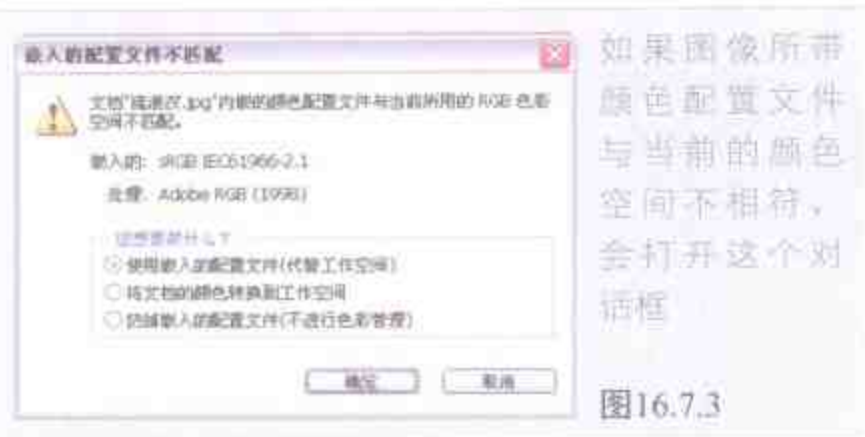 嵌入的配置文件不匹配
文档“ .jpg”内嵌的颜色配置文件与当前所用的 RGB 色彩
空间不匹配。
嵌入的: sRGB IEC61966-2.1
处理: Adobe RGB (1998)
您想要做什么?
使用嵌入的配置文件(代替工作空间)
将文档的颜色转换到工作空间
扔掉嵌入的配置文件(不进行色彩管理)
确定
取消
如果图像所带
颜色配置文件
与当前的颜色
空间不相符，
会打开这个对
话框
图16.7.3